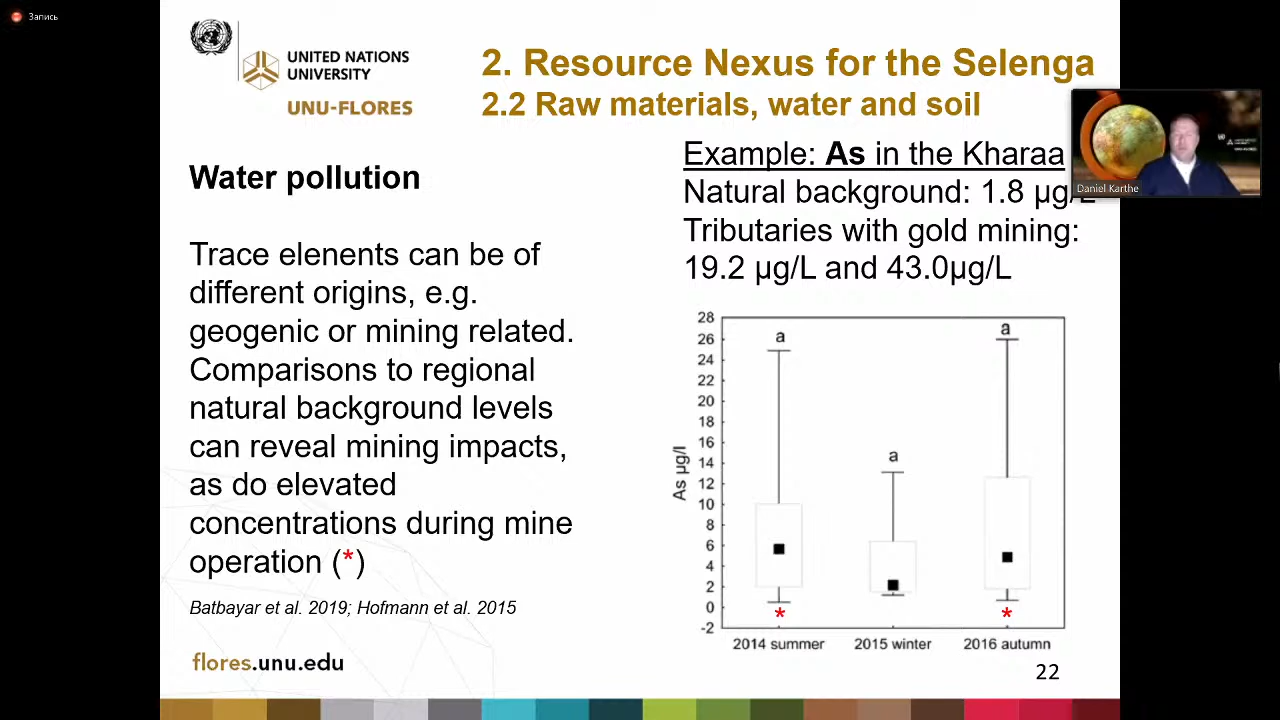 Запись
UNITED NATIONS
UNIVERSITY
UNU-FLORES
2. Resource Nexus for the Selenga
2.2 Raw materials, water and soil
Water pollution
Trace elenents can be of
different origins, e.g.
geogenic or mining related.
Comparisons to regional
natural background levels
can reveal mining impacts,
as do elevated
concentrations during mine
operation (*)
Batbayar et al. 2019; Hofmann et al. 2015
flores.unu.edu
Example: As in the Kharaa
Natural background: 1.8 µg/L
Tributaries with gold mining:
19.2 µg/L and 43.0µg/L
Daniel Karthe
As µg/l
28
26
24
22
20
18
16
14
12
10
8
6
4
2
0
-2
a
a
a
*
*
2014 summer
2015 winter
2016 autumn
22